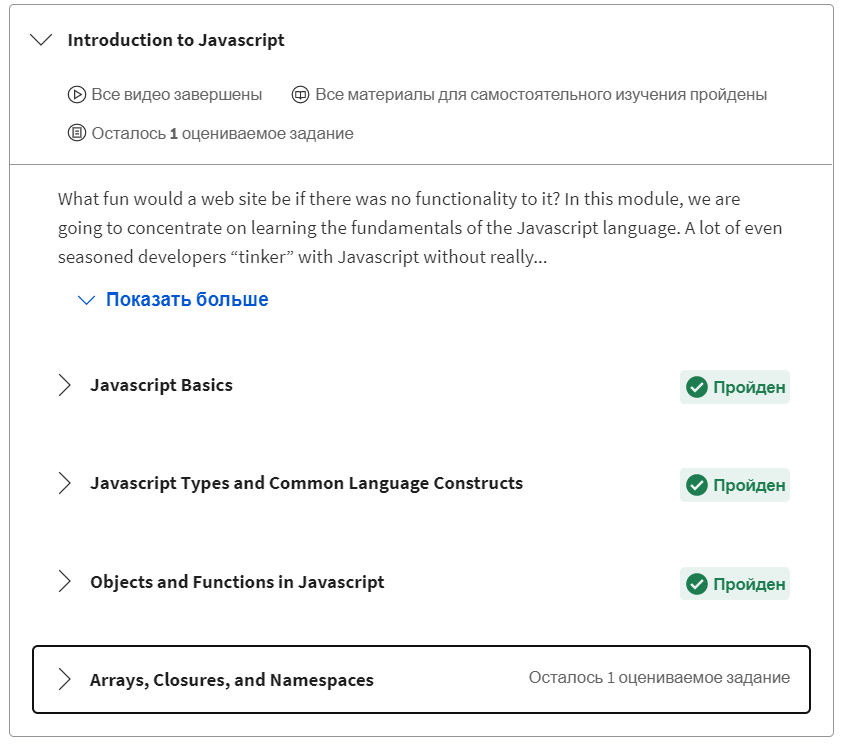 Introduction to Javascript
Все видео завершены Все материалы для самостоятельного изучения пройдены
Осталось 1 оцениваемое задание
What fun would a web site be if there was no functionality to it? In this module, we are
going to concentrate on learning the fundamentals of the Javascript language. A lot of even
seasoned developers “tinker” with Javascript without really...
Показать больше
Javascript Basics Пройден
Javascript Types and Common Language Constructs Пройден
Objects and Functions in Javascript Пройден
Arrays, Closures, and Namespaces Осталось 1 оцениваемое задание